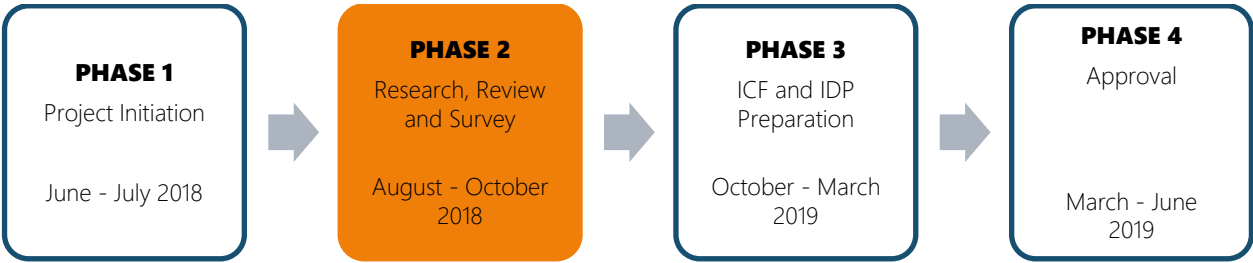 PHASE 1
Project Initiation
June - July 2018
PHASE 2
Research, Review
and Survey
August - October
2018
PHASE 3
ICF and IDP
Preparation
October - March
2019
PHASE 4
Approval
March - June
2019